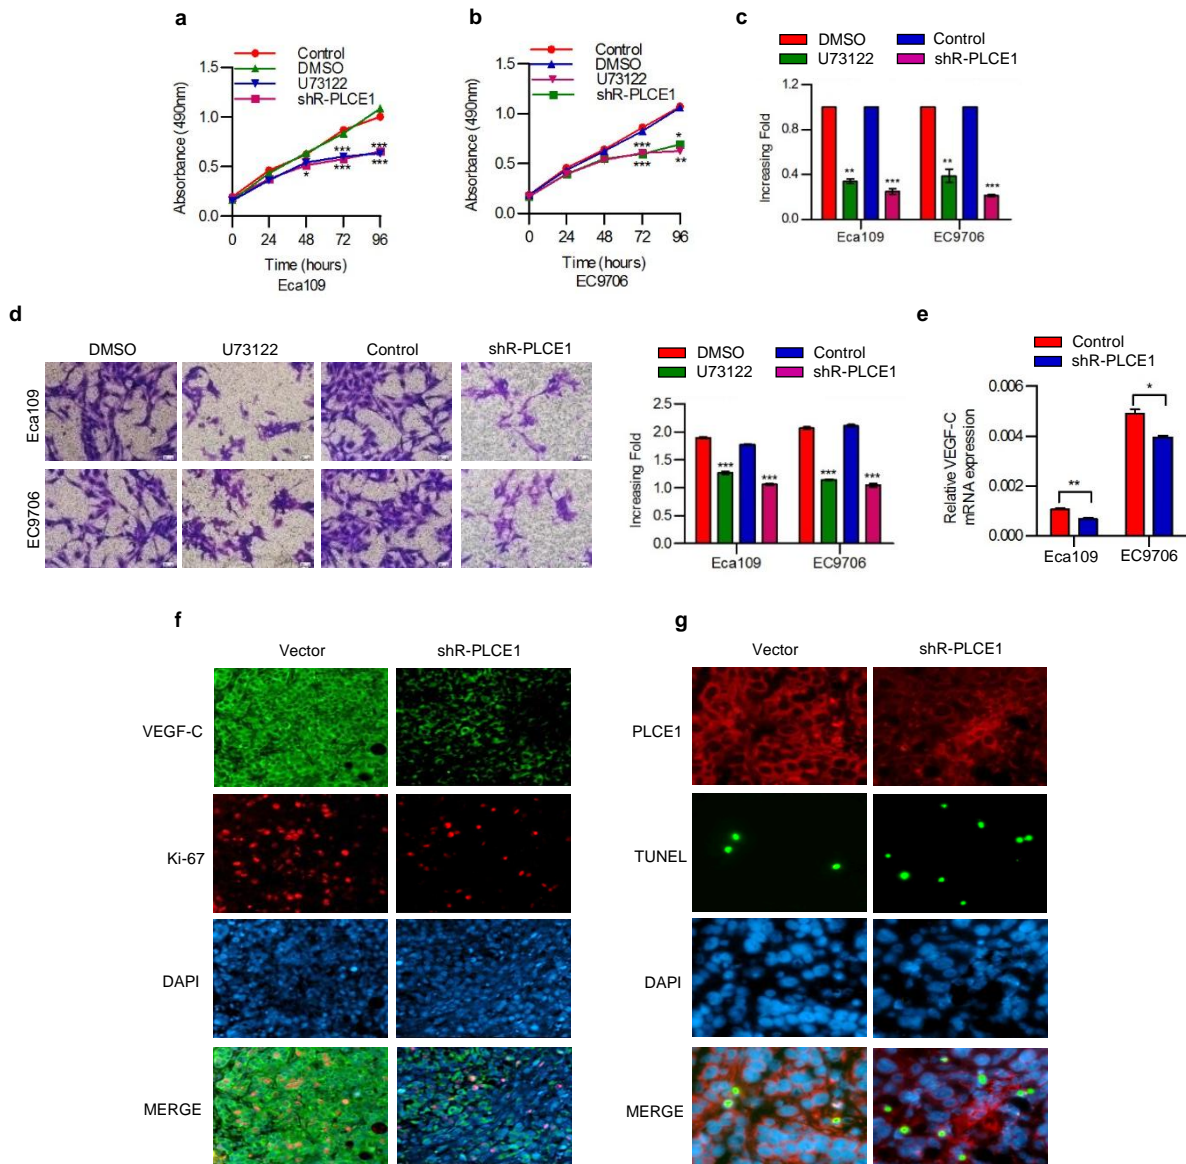 a
Control
DMSO
U73122
shR-PLCE1
Absorbance (490nm)
1.5
1.0
0.5
0.0
***
***
*
***
***
0 24 48 72 96
Time (hours)
Eca109
b
Control
DMSO
U73122
shR-PLCE1
Absorbance (490nm)
1.5
1.0
0.5
0.0
*
***
***
**
0 24 48 72 96
Time (hours)
EC9706
c
DMSO Control
U73122 shR-PLCE1
Increasing Fold
1.2
0.8
0.4
0.0
** *** ** ***
Eca109 EC9706
d
DMSO U73122 Control shR-PLCE1
Eca109
EC9706
DMSO Control
U73122 shR-PLCE1
Increasing Fold
2.5
2.0
1.5
1.0
0.5
0.0
*** *** *** ***
Eca109 EC9706
e
Control
shR-PLCE1
Relative VEGF-C
mRNA expression
0.006
0.004
0.002
0.000
** *
Eca109 EC9706
f
Vector shR-PLCE1
VEGF-C
Ki-67
DAPI
MERGE
g
Vector shR-PLCE1
PLCE1
TUNEL
DAPI
MERGE